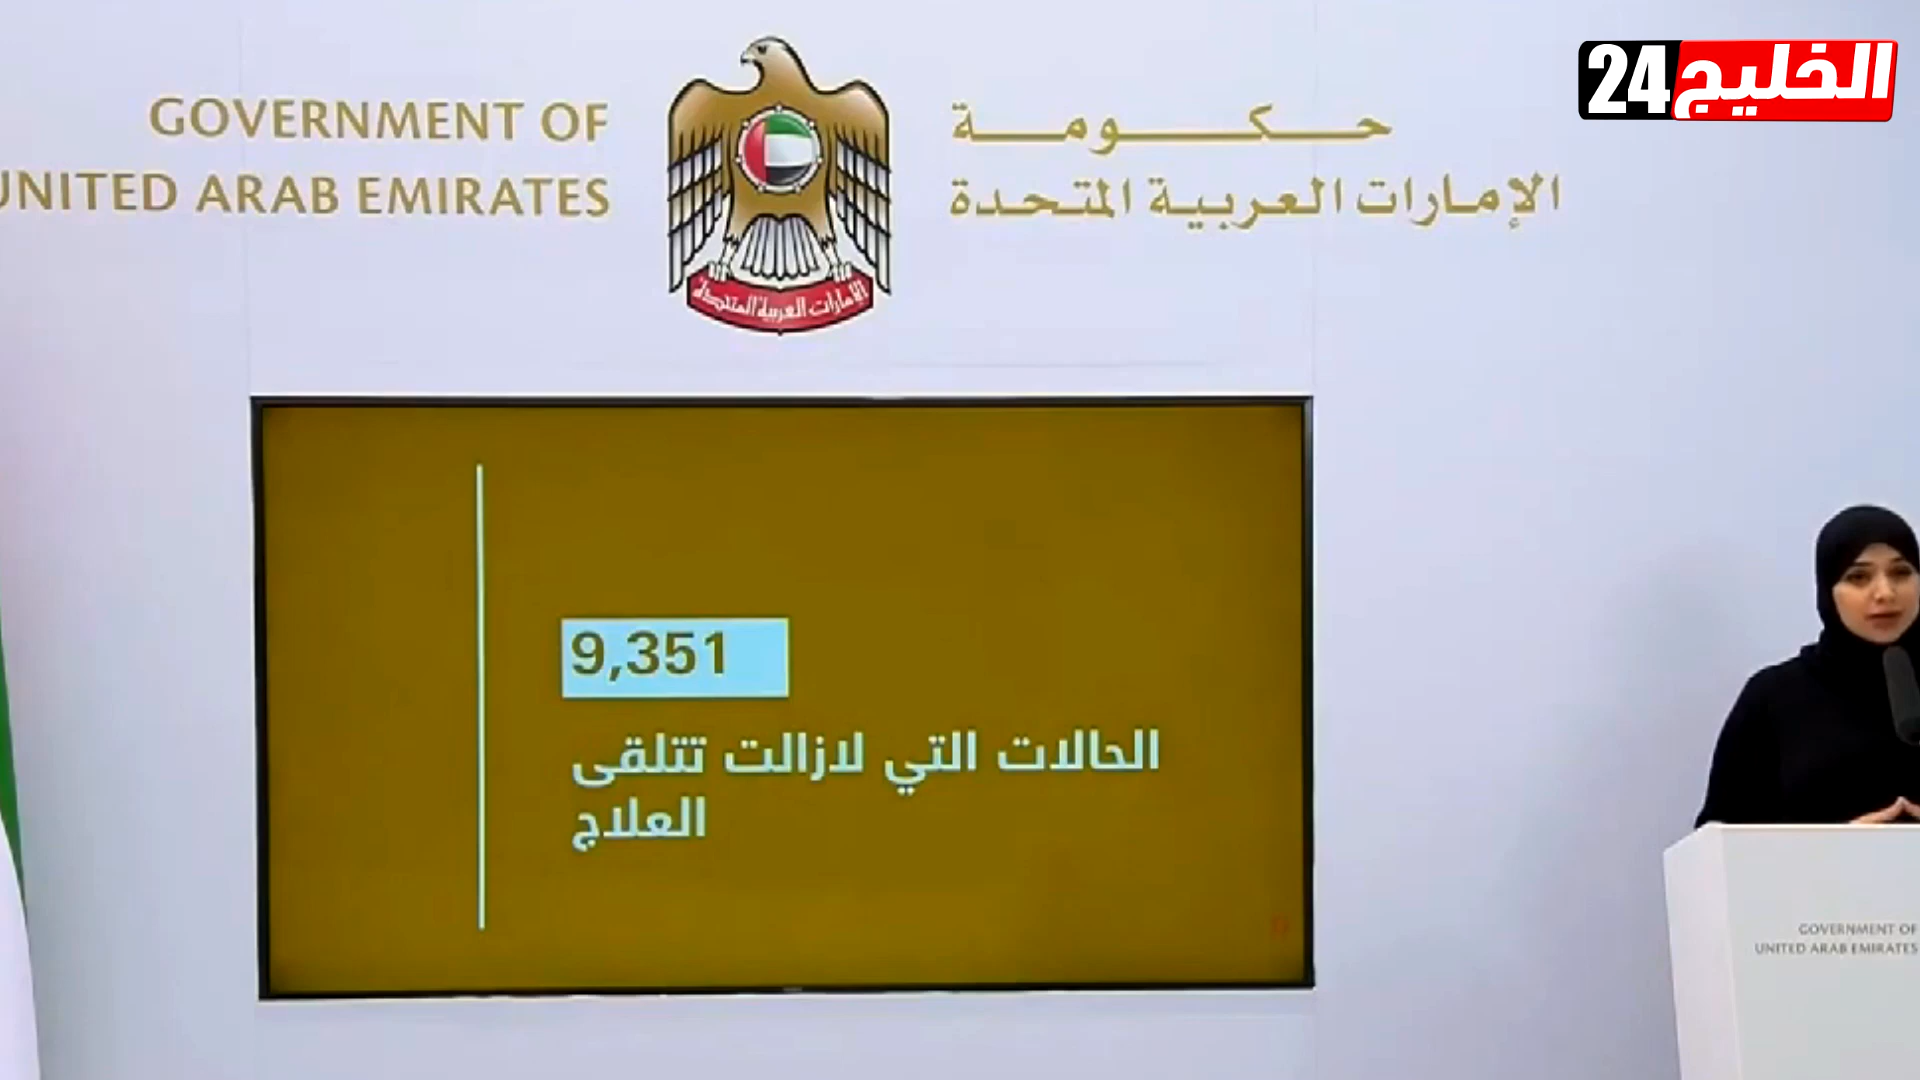 الخليج 24
GOVERNMENT OF
UNITED ARAB EMIRATES
حكومة
الإمارات العربية المتحدة
الإمارات العربية المتحدة
9,351
الحالات التي لازالت تتلقى
العلاج
GOVERNMENT OF
UNITED ARAB EMIRATES